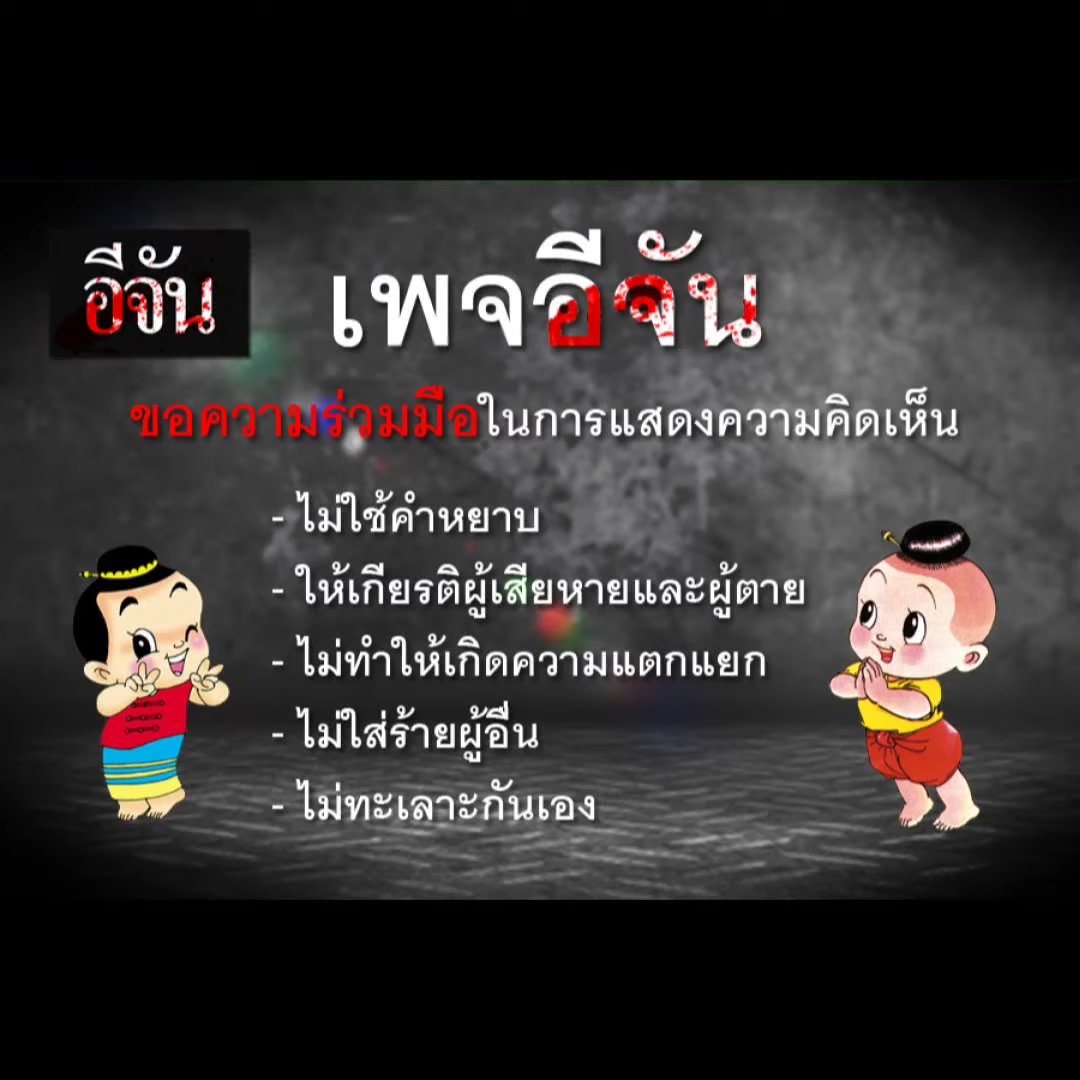 อีจัน
เพจอีจัน
ขอความร่วมมือในการแสดงความคิดเห็น
- ไม่ใช้คำหยาบ
- ให้เกียรติผู้เสียหายและผู้ตาย
- ไม่ทำให้เกิดความแตกแยก
- ไม่ใส่ร้ายผู้อื่น
- ไม่ทะเลาะกันเอง